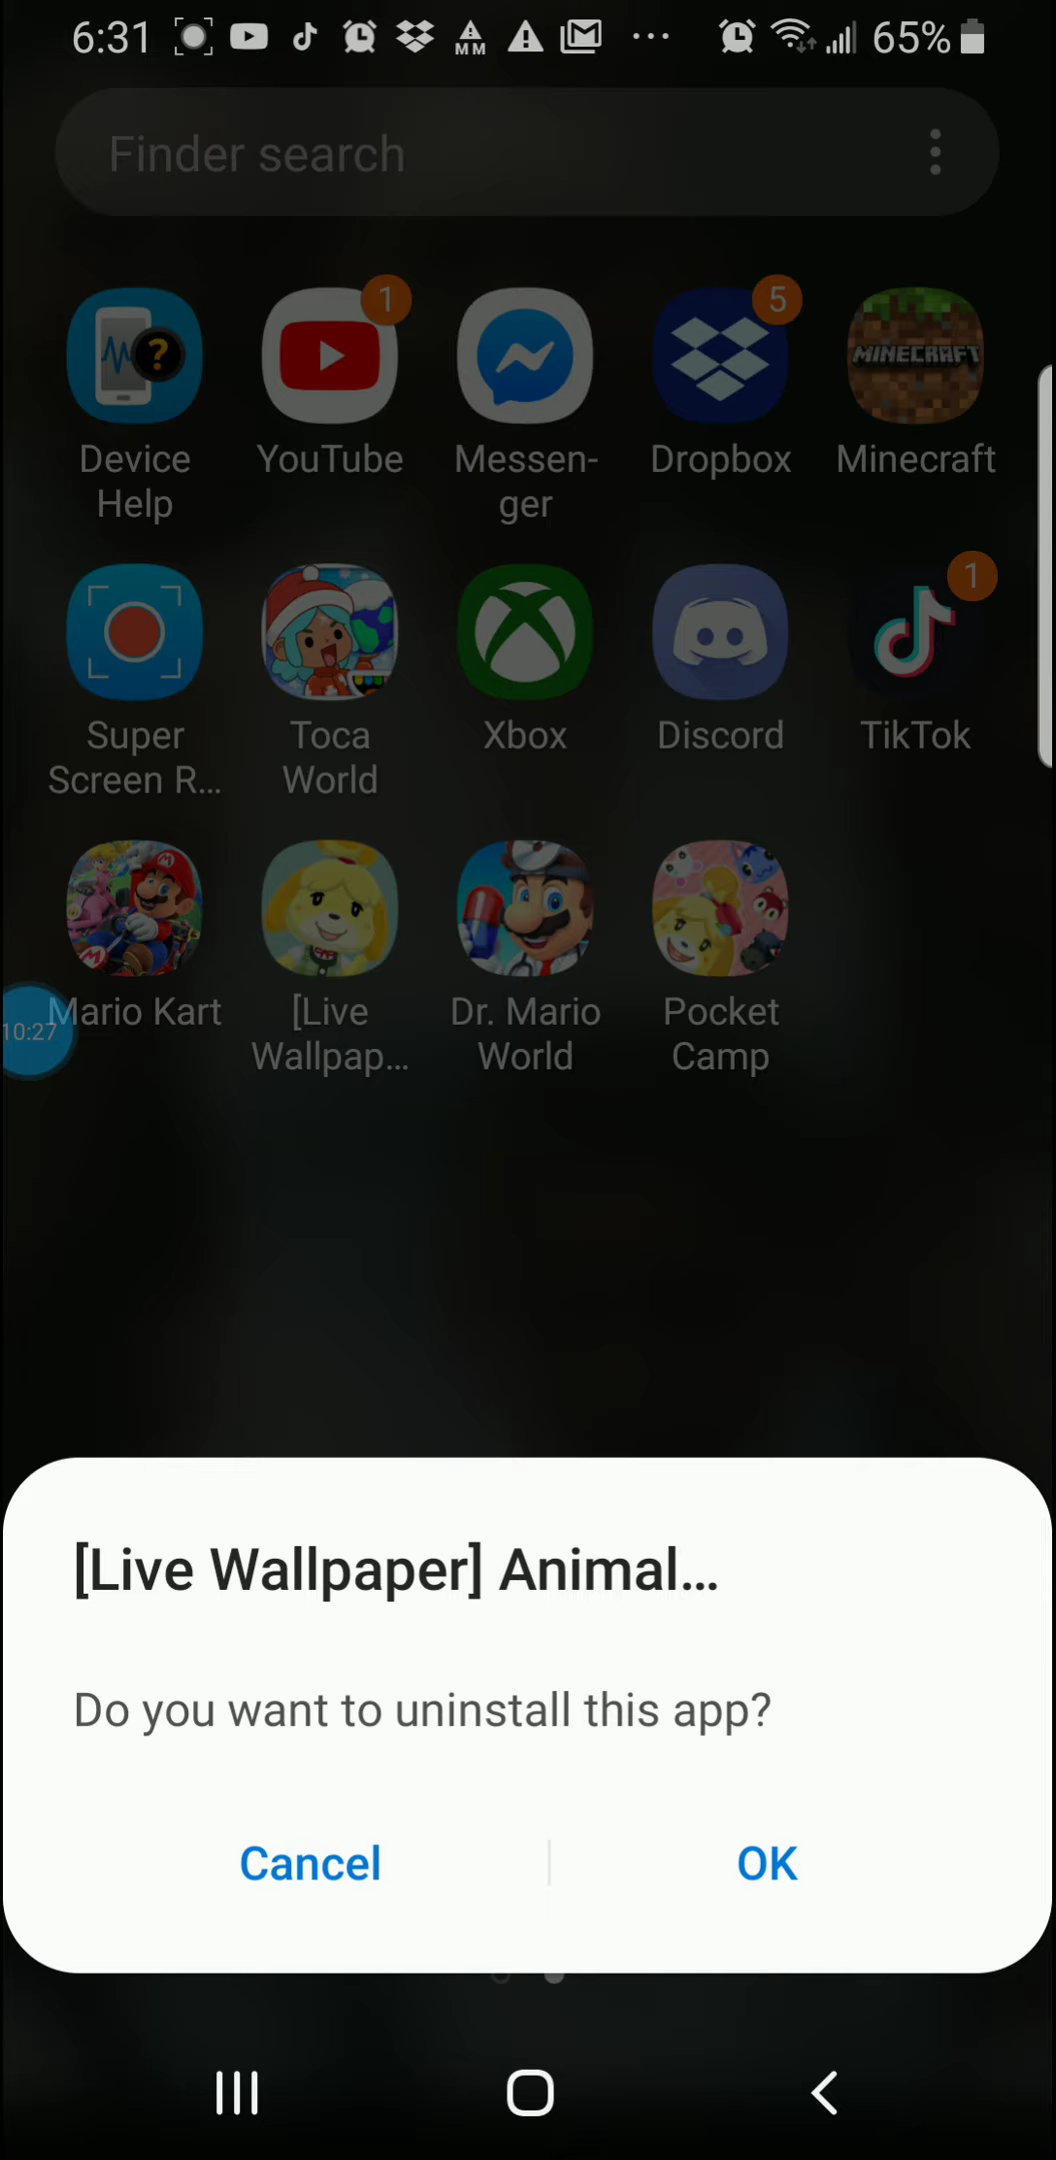 6:31 MM ... 65%
Finder search
1 5
MINECRAFT
Device Help YouTube Messen-ger Dropbox Minecraft
1
Super Screen R... Toca World Xbox Discord TikTok
Mario Kart [Live Wallpap... Dr. Mario World Pocket Camp
10:27
[Live Wallpaper] Animal...
Do you want to uninstall this app?
Cancel OK